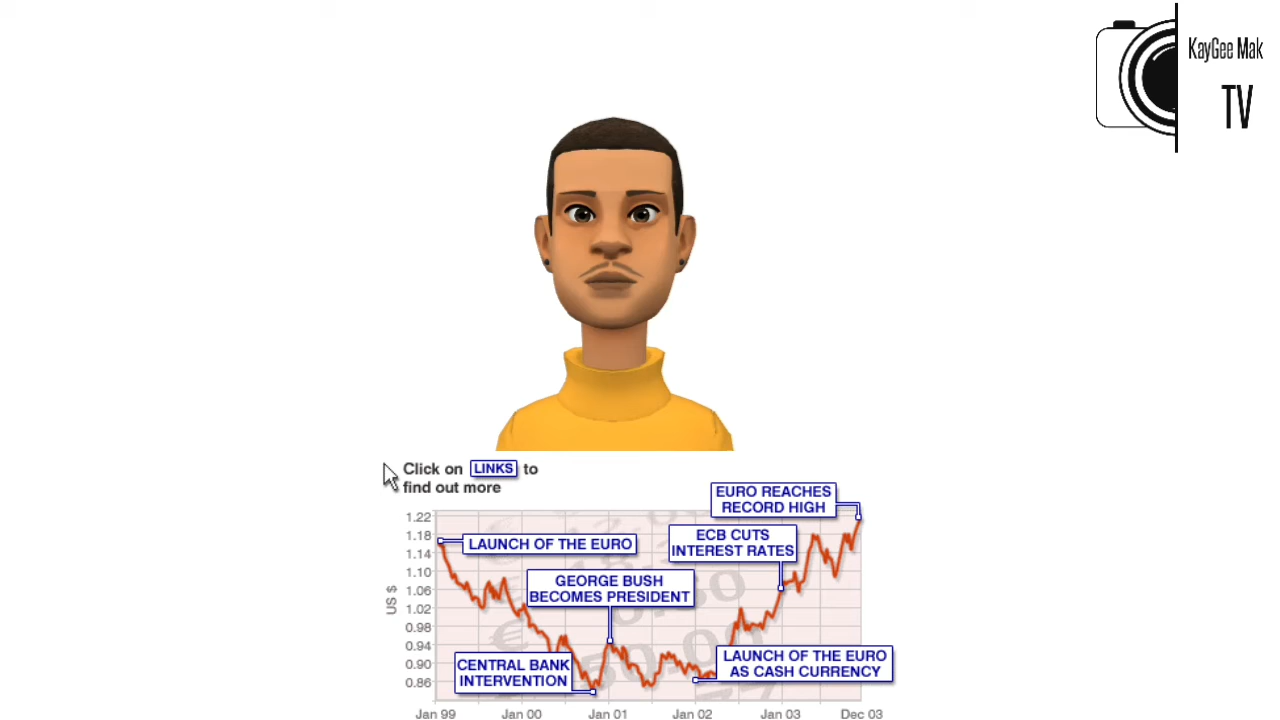 KayGee Mak
TV
Click on LINKS to
find out more
EURO REACHES
RECORD HIGH
ECB CUTS
INTEREST RATES
LAUNCH OF THE EURO
GEORGE BUSH
BECOMES PRESIDENT
CENTRAL BANK
INTERVENTION
LAUNCH OF THE EURO
AS CASH CURRENCY
US $
1.22
1.18
1.14
1.10
1.06
1.02
0.98
0.94
0.90
0.86
Jan 99
Jan 00
Jan 01
Jan 02
Jan 03
Dec 03